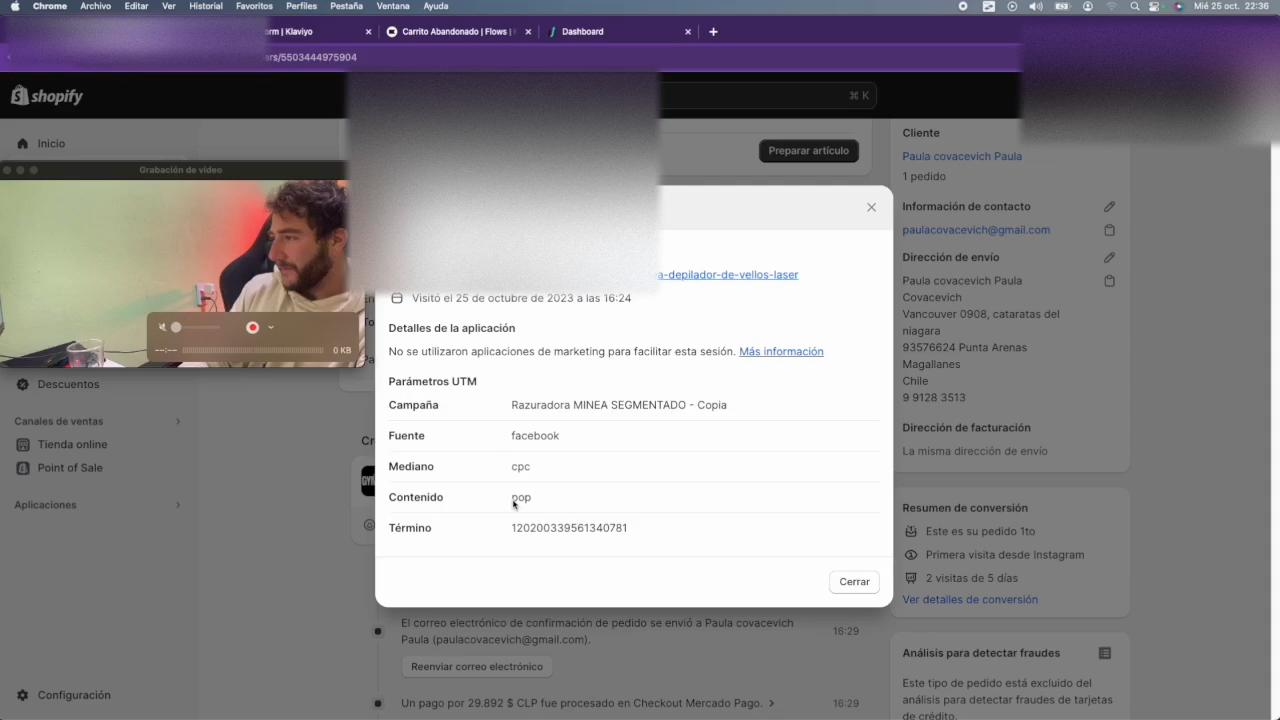 Chrome Archivo Editar Ver Historial Favoritos Perfiles Pestaña Ventana Ayuda Mié 25 oct. 22:36
orm | Klaviyo Carrito Abandonado | Flows | Dashboard
rs/5503444975904
shopify ⌘ K
Inicio
Preparar artículo
Cliente
Paula covacevich Paula
1 pedido
Información de contacto
paulacovacevich@gmail.com
Dirección de envío
Paula covacevich Paula
Covacevich
Vancouver 0908, cataratas del
niagara
93576624 Punta Arenas
Magallanes
Chile
9 9128 3513
Dirección de facturación
La misma dirección de envío
Grabación de vídeo
--:-- 0 KB
Descuentos
Canales de ventas
Tienda online
Point of Sale
Aplicaciones
Configuración
va-depilador-de-vellos-laser
Visitó el 25 de octubre de 2023 a las 16:24
Detalles de la aplicación
No se utilizaron aplicaciones de marketing para facilitar esta sesión. Más información
Parámetros UTM
Campaña Razuradora MINEA SEGMENTADO - Copia
Fuente facebook
Mediano cpc
Contenido pop
Término 120200339561340781
Cerrar
El correo electrónico de confirmación de pedido se envió a Paula covacevich
Paula (paulacovacevich@gmail.com).
16:29
Reenviar correo electrónico
Un pago por 29.892 $ CLP fue procesado en Checkout Mercado Pago.
16:29
Resumen de conversión
Este es su pedido 1to
Primera visita desde Instagram
2 visitas de 5 días
Ver detalles de conversión
Análisis para detectar fraudes
Este tipo de pedido está excluido del
análisis para detectar fraudes de tarjetas
de crédito.